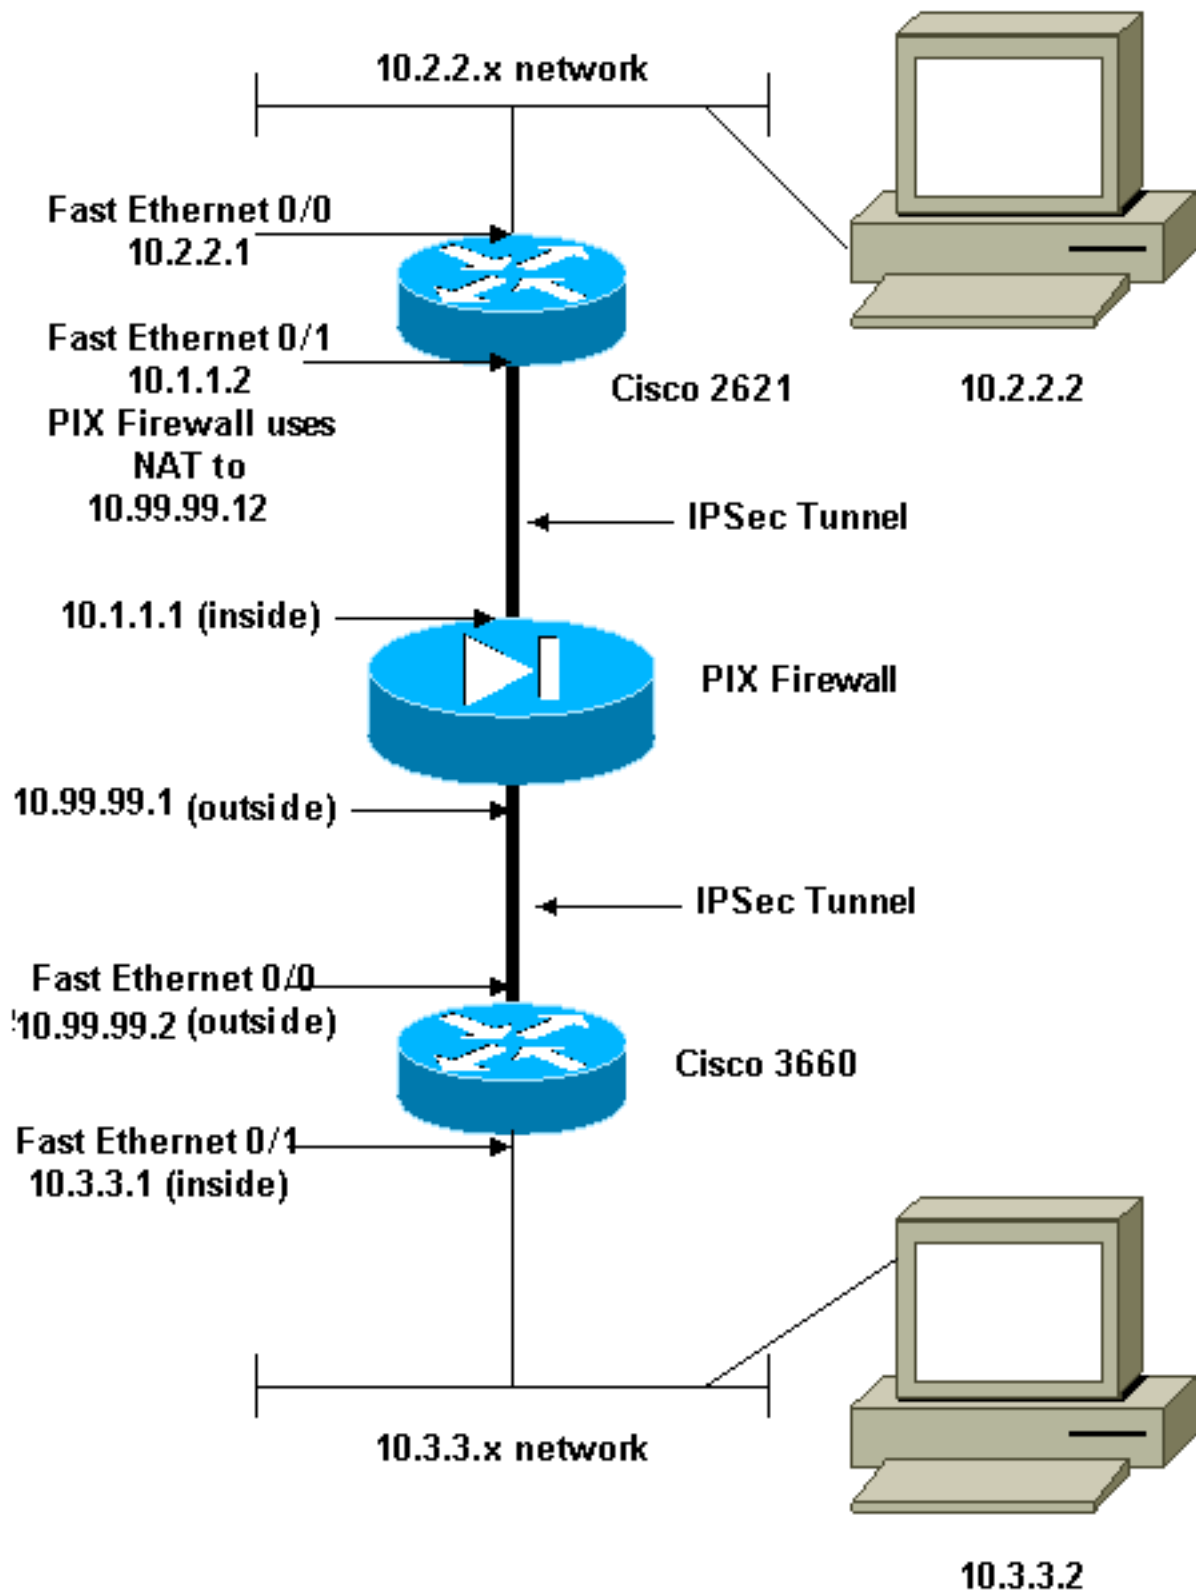 10.2.2.x network
Fast Ethernet 0/0
10.2.2.1
Fast Ethernet 0/1
10.1.1.2
PIX Firewall uses
NAT to
10.99.99.12
Cisco 2621
10.2.2.2
IPSec Tunnel
10.1.1.1 (inside)
PIX Firewall
10.99.99.1 (outside)
IPSec Tunnel
Fast Ethernet 0/0
10.99.99.2 (outside)
Cisco 3660
Fast Ethernet 0/1
10.3.3.1 (inside)
10.3.3.x network
10.3.3.2